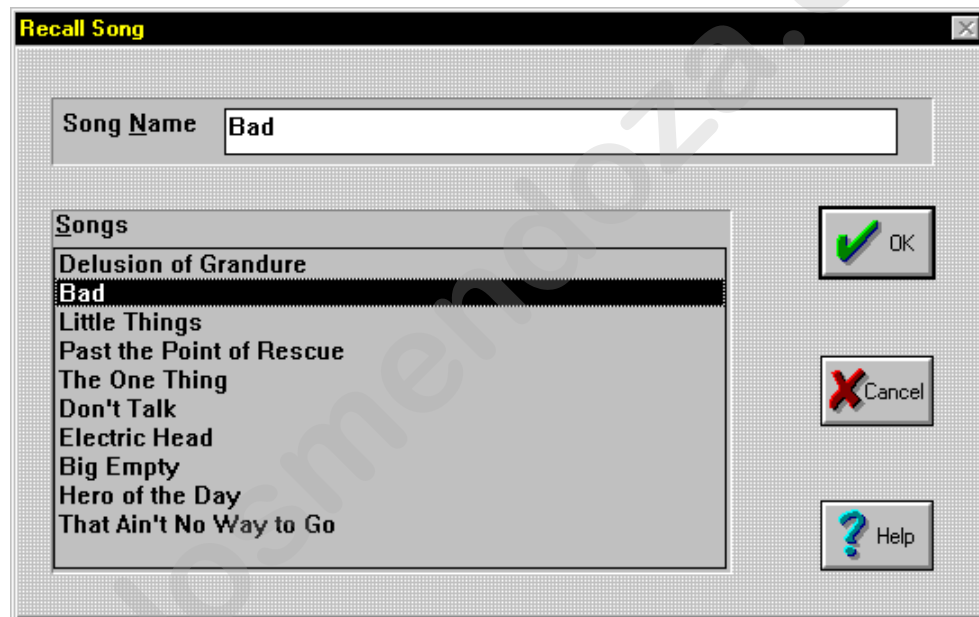 Recall Song
Song Name
Bad
Songs
Delusion of Grandure
Bad
Little Things
Past the Point of Rescue
The One Thing
Don't Talk
Electric Head
Big Empty
Hero of the Day
That Ain't No Way to Go
OK
Cancel
Help
losmendoza.